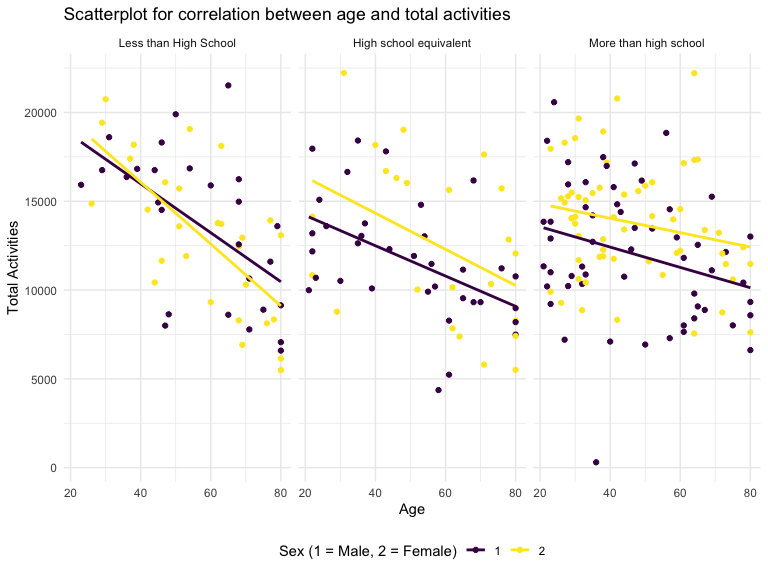 Scatterplot for correlation between age and total activities
Less than High School
High school equivalent
More than high school
Total Activities
20000
15000
10000
5000
0
20 40 60 80
20 40 60 80
20 40 60 80
Age
Sex (1 = Male, 2 = Female) 1 2